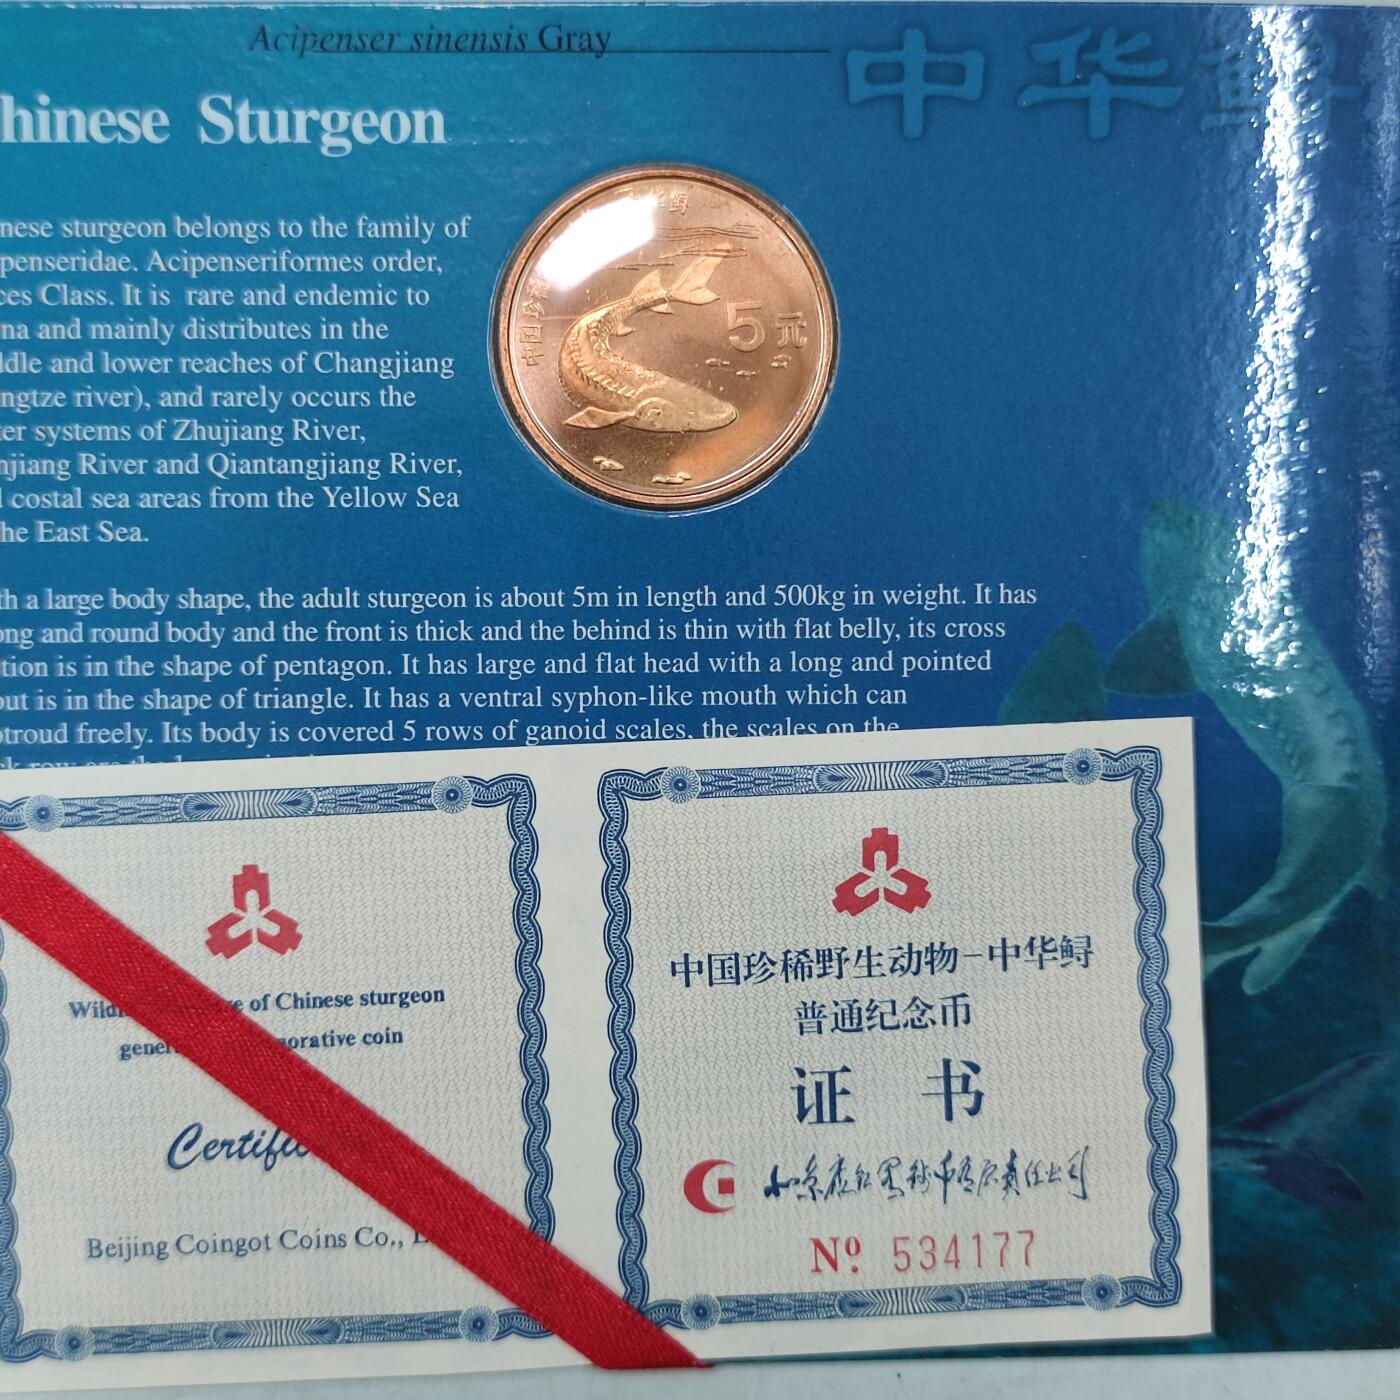 Acipenser sinensis Gray
中华鲟
hinese Sturgeon
中华鲟
中国珍稀
5元
nese sturgeon belongs to the family of
penseridae. Acipenseriformes order,
ces Class. It is rare and endemic to
na and mainly distributes in the
ddle and lower reaches of Changjiang
ngtze river), and rarely occurs the
er systems of Zhujiang River,
njiang River and Qiantangjiang River,
l costal sea areas from the Yellow Sea
he East Sea.
th a large body shape, the adult sturgeon is about 5m in length and 500kg in weight. It has
ong and round body and the front is thick and the behind is thin with flat belly, its cross
tion is in the shape of pentagon. It has large and flat head with a long and pointed
out is in the shape of triangle. It has a ventral syphon-like mouth which can
otroud freely. Its body is covered 5 rows of ganoid scales, the scales on the
Wild e of Chinese sturgeon
gener orative coin
Certific
Beijing Coingot Coins Co.,
中国珍稀野生动物-中华鲟
普通纪念币
证书
Nº 534177